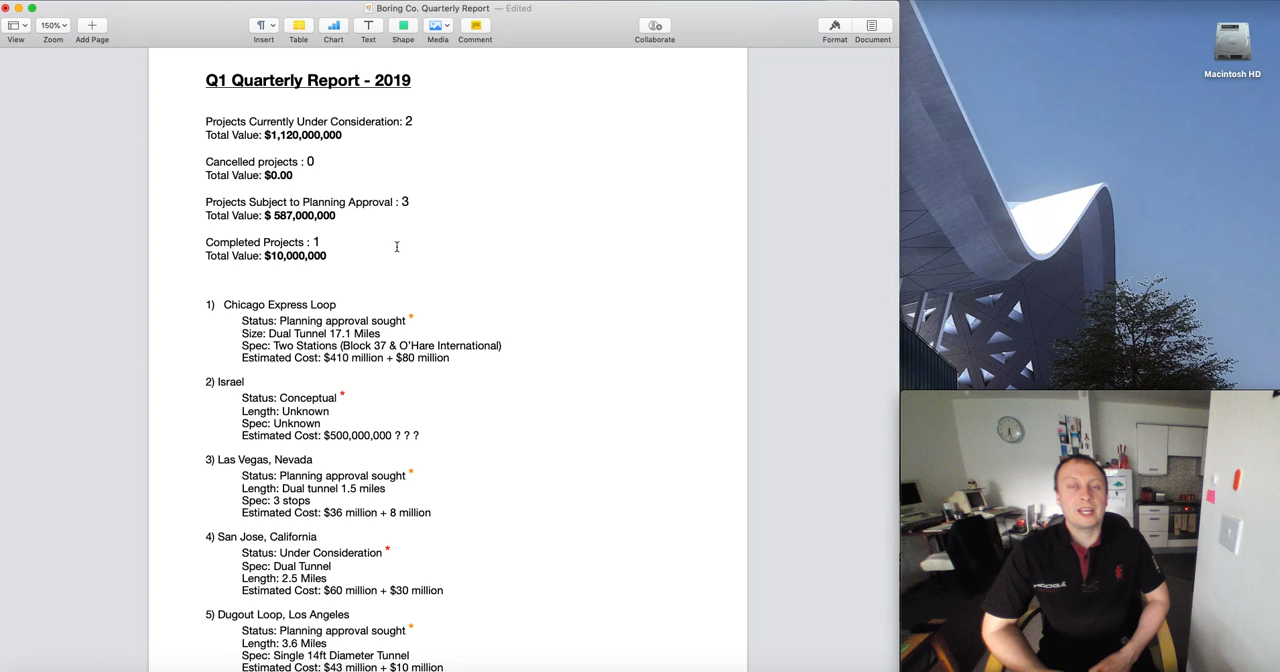 Boring Co. Quarterly Report — Edited
150%
View
Zoom
Add Page
Insert
Table
Chart
Text
Shape
Media
Comment
Collaborate
Format
Document
Macintosh HD
Q1 Quarterly Report - 2019
Projects Currently Under Consideration: 2
Total Value: $1,120,000,000
Cancelled projects : 0
Total Value: $0.00
Projects Subject to Planning Approval : 3
Total Value: $ 587,000,000
Completed Projects : 1
Total Value: $10,000,000
1) Chicago Express Loop
Status: Planning approval sought *
Size: Dual Tunnel 17.1 Miles
Spec: Two Stations (Block 37 & O'Hare International)
Estimated Cost: $410 million + $80 million
2) Israel
Status: Conceptual *
Length: Unknown
Spec: Unknown
Estimated Cost: $500,000,000 ? ? ?
3) Las Vegas, Nevada
Status: Planning approval sought *
Length: Dual tunnel 1.5 miles
Spec: 3 stops
Estimated Cost: $36 million + 8 million
4) San Jose, California
Status: Under Consideration *
Spec: Dual Tunnel
Length: 2.5 Miles
Estimated Cost: $60 million + $30 million
5) Dugout Loop, Los Angeles
Status: Planning approval sought *
Length: 3.6 Miles
Spec: Single 14ft Diameter Tunnel
Estimated Cost: $43 million + $10 million